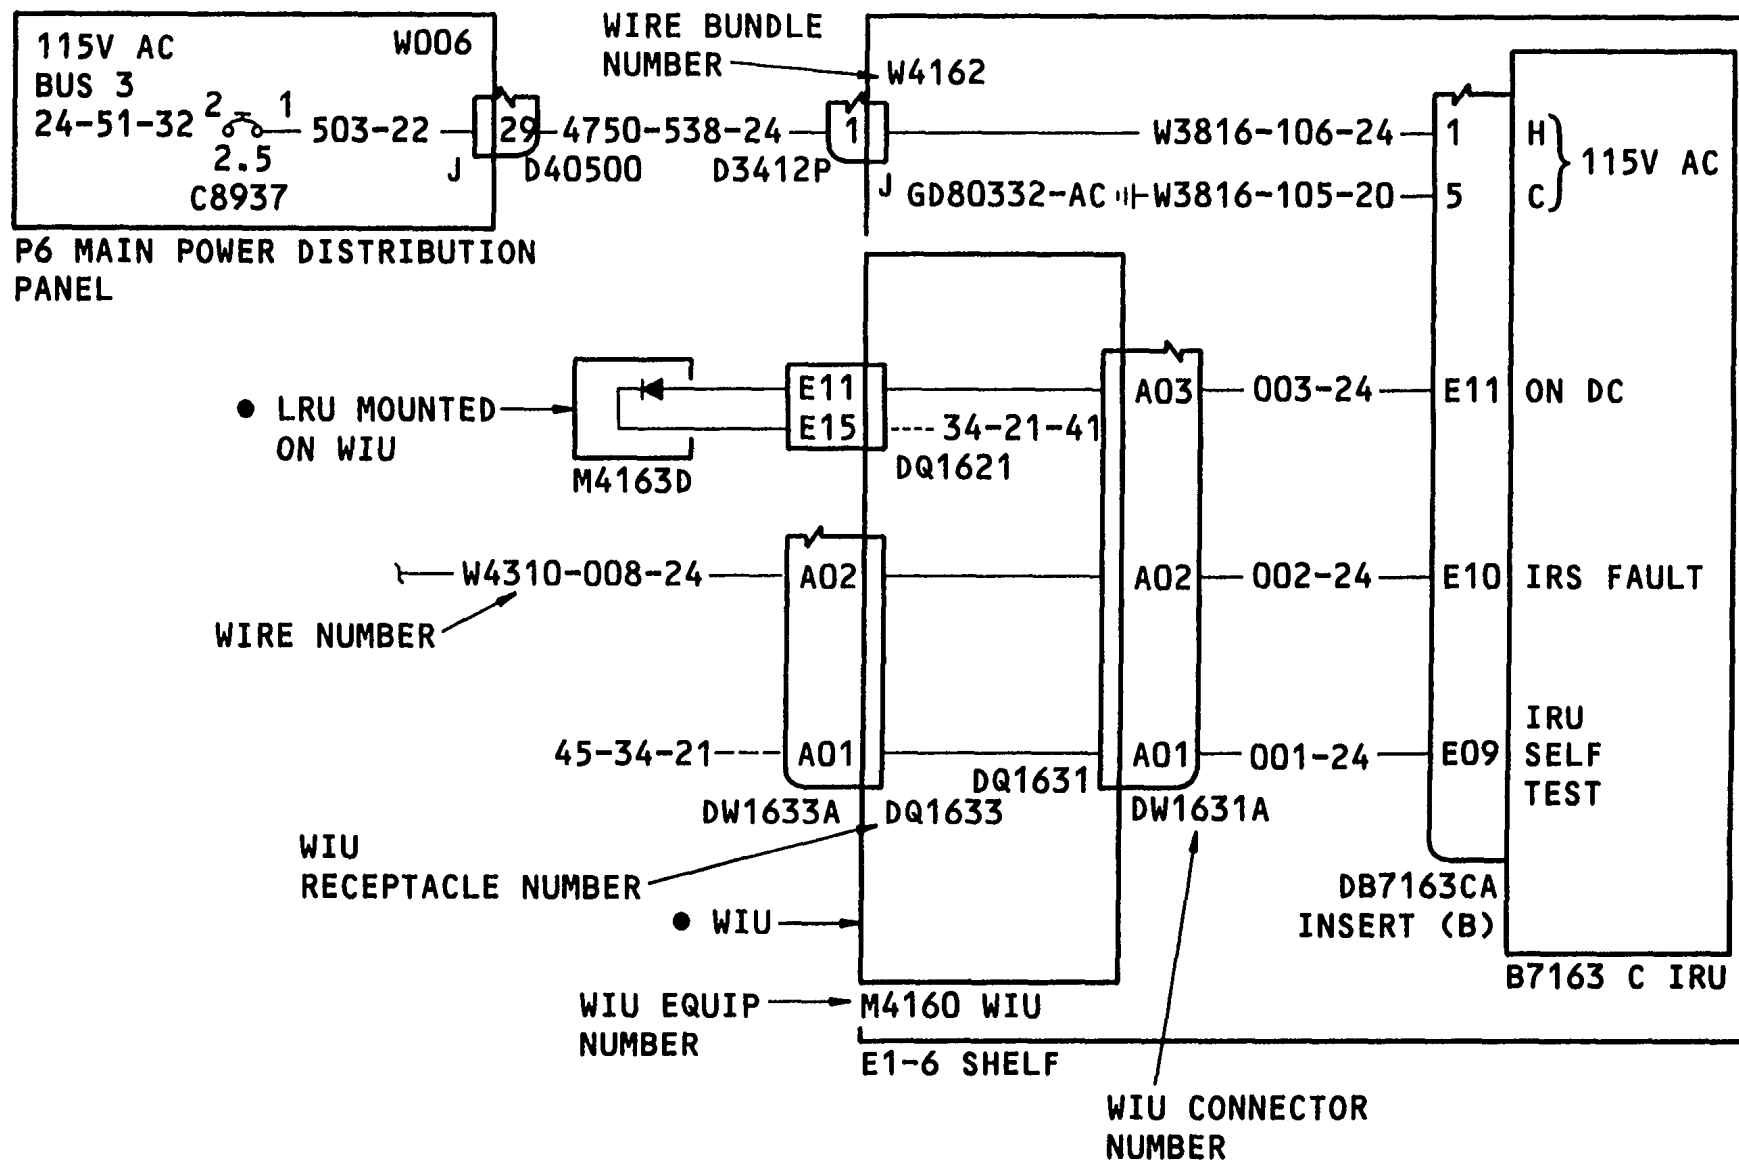 115V AC
BUS 3
24-51-32
W006
2
1
2.5
C8937
503-22
J
29
D40500
4750-538-24
D3412P
1
J
P6 MAIN POWER DISTRIBUTION
PANEL
WIRE BUNDLE
NUMBER
W4162
W3816-106-24
1
H
115V AC
GD80332-AC
W3816-105-20
5
C
● LRU MOUNTED
ON WIU
M4163D
E11
E15
34-21-41
DQ1621
A03
003-24
E11
ON DC
W4310-008-24
A02
A02
002-24
E10
IRS FAULT
WIRE NUMBER
45-34-21
A01
DQ1631
A01
001-24
E09
IRU
SELF
TEST
DW1633A
DQ1633
DW1631A
WIU
RECEPTACLE NUMBER
● WIU
DB7163CA
INSERT (B)
B7163 C IRU
WIU EQUIP
NUMBER
M4160 WIU
E1-6 SHELF
WIU CONNECTOR
NUMBER